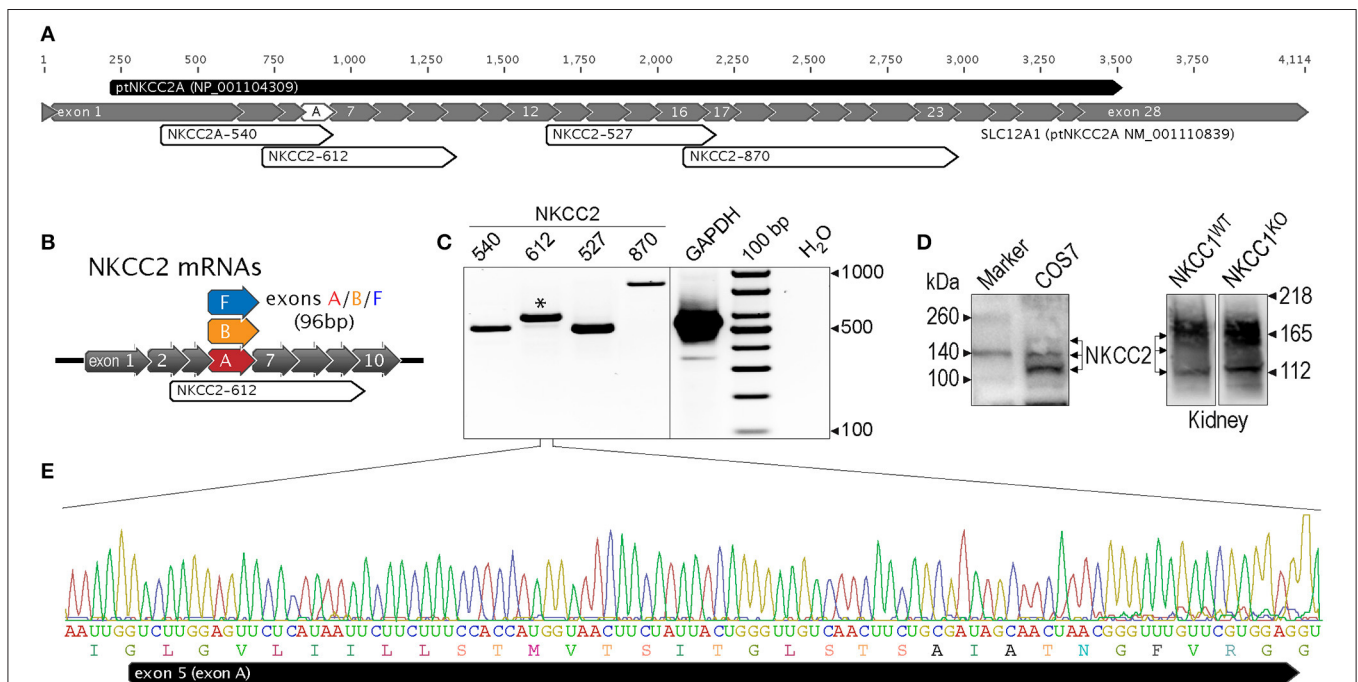 A
1 250 500 750 1,000 1,250 1,500 1,750 2,000 2,250 2,500 2,750 3,000 3,250 3,500 3,750 4,114
ptNKCC2A (NP_001104309)
exon 1 A 7 12 16 17 23 exon 28
NKCC2A-540 NKCC2-527 SLC12A1 (ptNKCC2A NM_001110839)
NKCC2-612 NKCC2-870
B
NKCC2 mRNAs
F exons A/B/F
B (96bp)
exon 1 2 A 7 10
NKCC2-612
C
NKCC2
540 612 527 870 GAPDH 100 bp H2O
*
1000
500
100
D
kDa Marker COS7 NKCC1WT NKCC1KO
260
140
100
NKCC2
218
165
112
Kidney
E
AAUUGGUCUUGGAGUUCUCAUAAUUCUUCUUUCCACCAUGGUAACUUCUAUUACUGGGUUGUCAACUUCUGCGAUAGCAACUAACGGGUUUGUUCGUGGAGGU
I G L G V L I I L L S T M V T S I T G L S T S A I A T N G F V R G G
exon 5 (exon A)